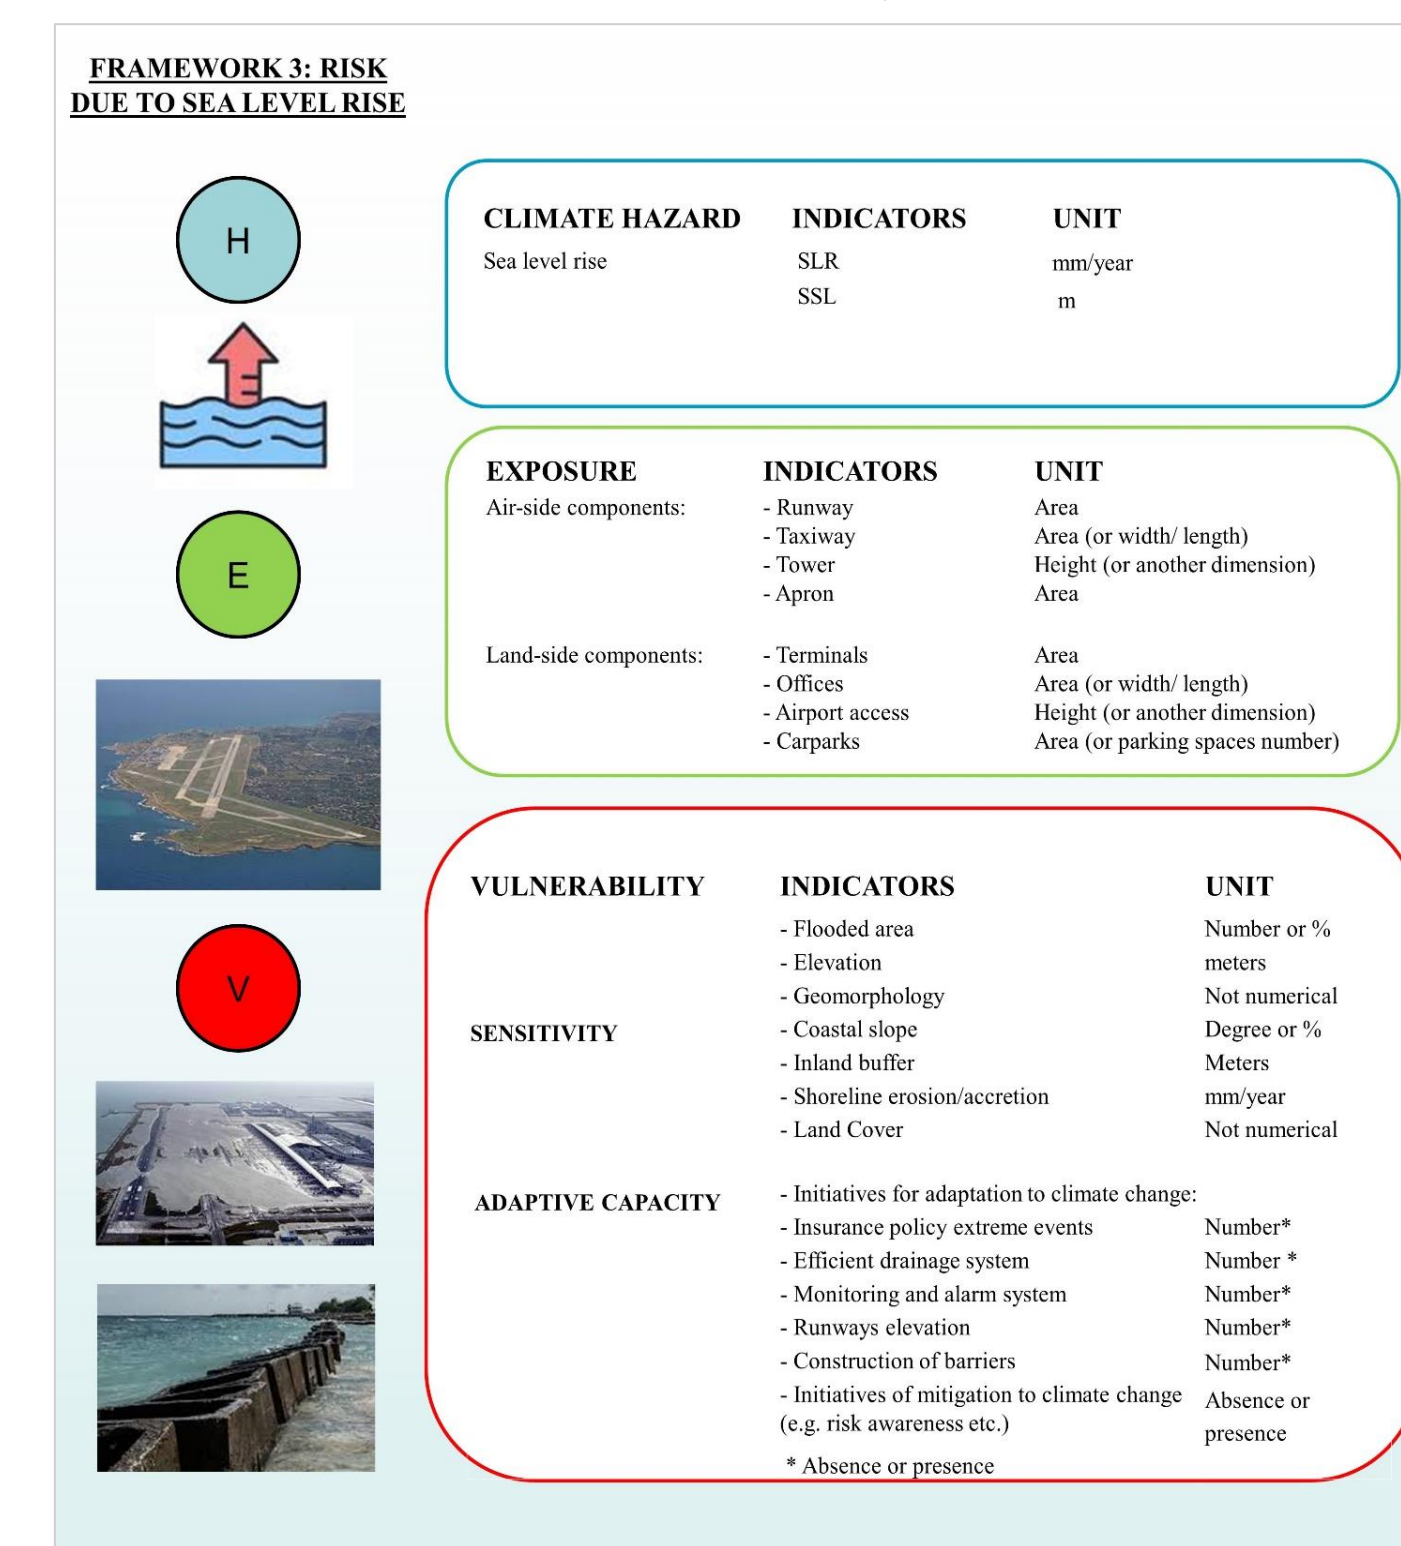 FRAMEWORK 3: RISK
DUE TO SEA LEVEL RISE
H
CLIMATE HAZARD INDICATORS UNIT
Sea level rise SLR mm/year
SSL m
E
EXPOSURE INDICATORS UNIT
Air-side components: - Runway Area
- Taxiway Area (or width/ length)
- Tower Height (or another dimension)
- Apron Area
Land-side components: - Terminals Area
- Offices Area (or width/ length)
- Airport access Height (or another dimension)
- Carparks Area (or parking spaces number)
V
VULNERABILITY INDICATORS UNIT
- Flooded area Number or %
- Elevation meters
- Geomorphology Not numerical
SENSITIVITY - Coastal slope Degree or %
- Inland buffer Meters
- Shoreline erosion/accretion mm/year
- Land Cover Not numerical
ADAPTIVE CAPACITY - Initiatives for adaptation to climate change:
- Insurance policy extreme events Number*
- Efficient drainage system Number *
- Monitoring and alarm system Number*
- Runways elevation Number*
- Construction of barriers Number*
- Initiatives of mitigation to climate change Absence or
(e.g. risk awareness etc.) presence
* Absence or presence